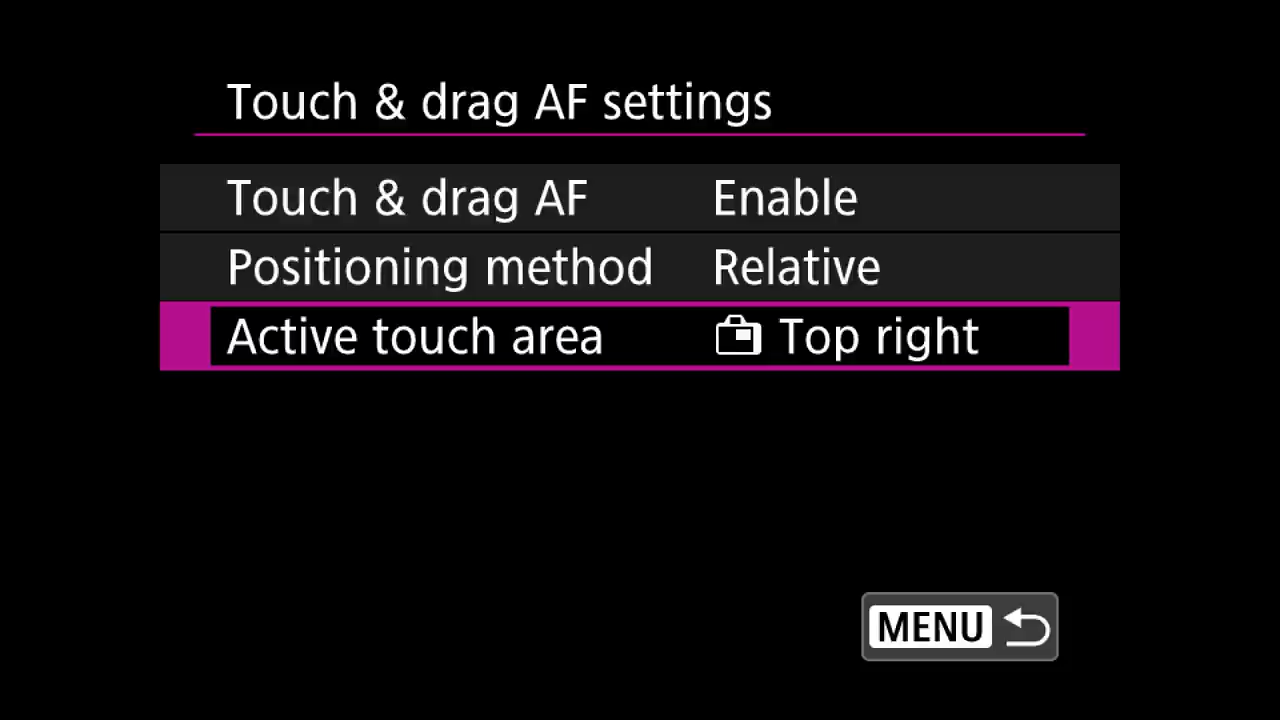 Touch & drag AF settings
Touch & drag AF Enable
Positioning method Relative
Active touch area Top right
MENU